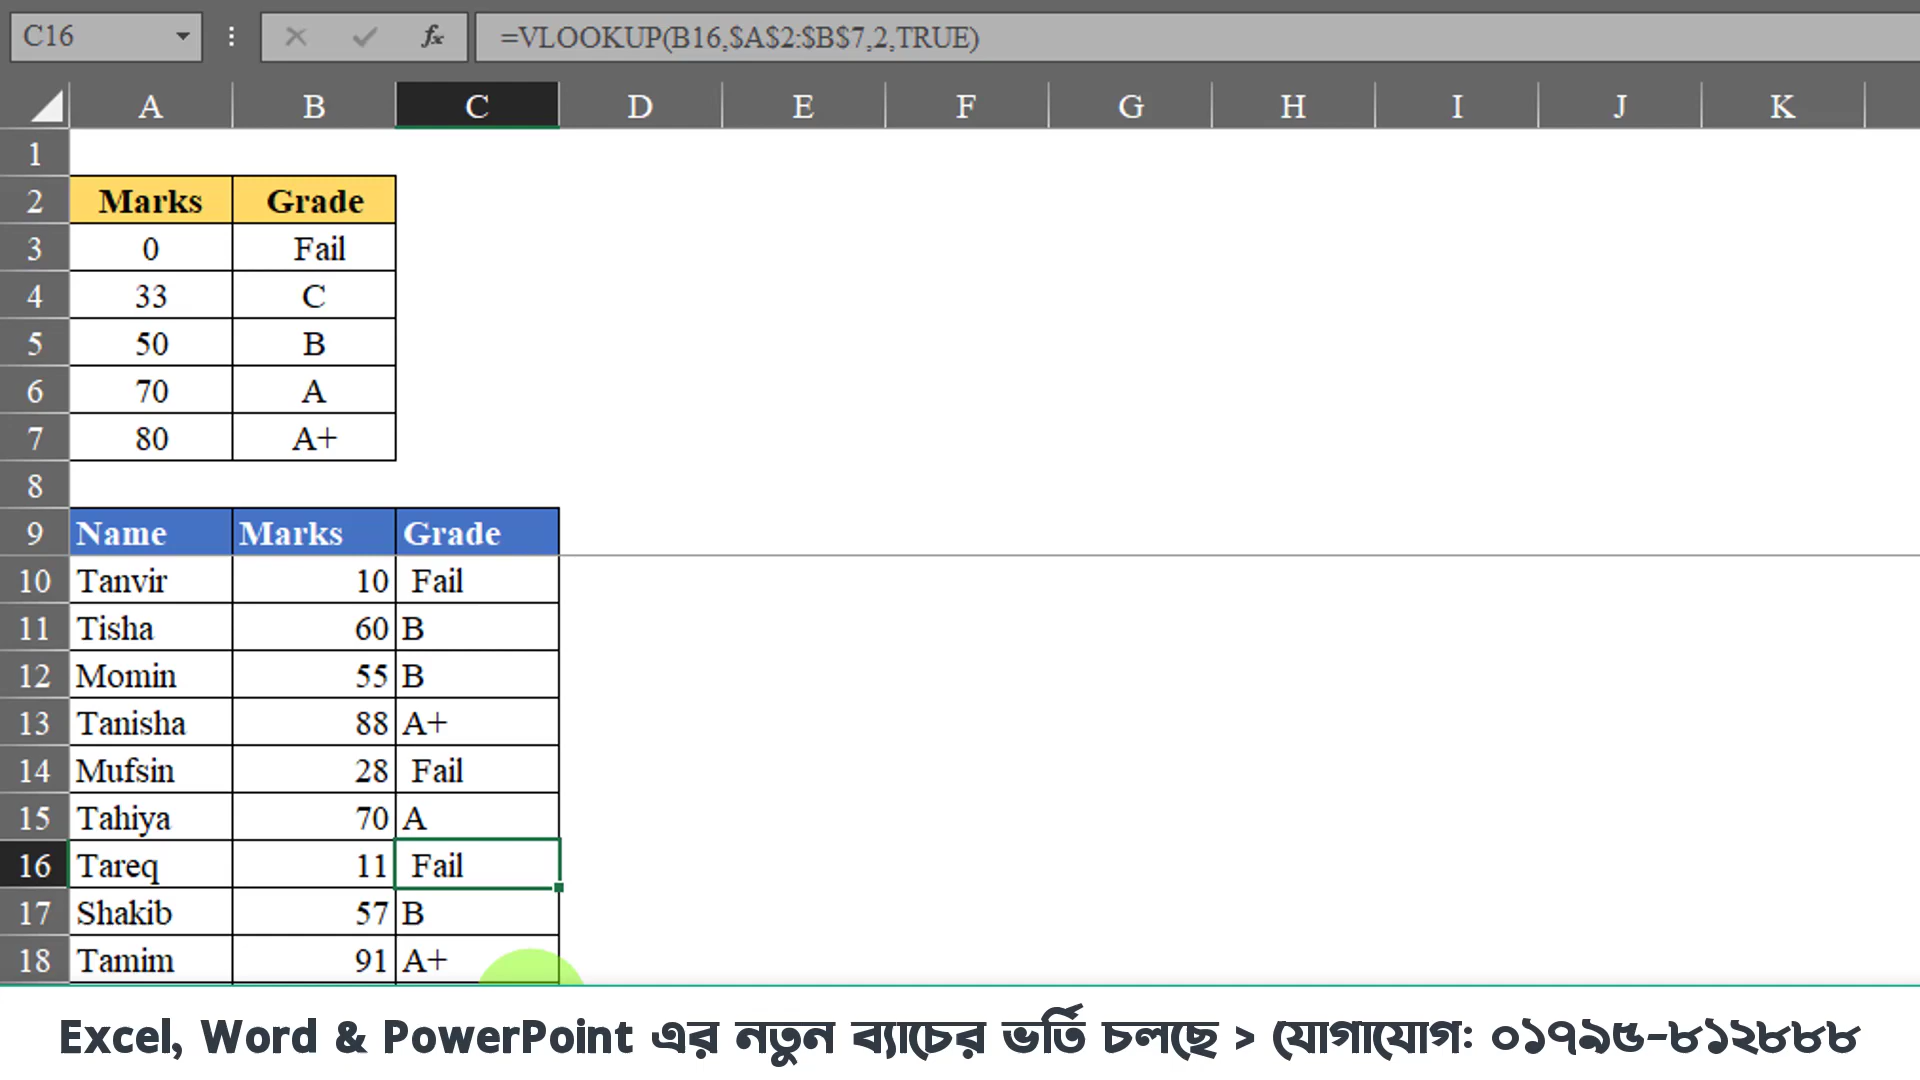 C16 fx =VLOOKUP(B16,$A$2:$B$7,2,TRUE)
A B C D E F G H I J K
1
2 Marks Grade
3 0 Fail
4 33 C
5 50 B
6 70 A
7 80 A+
8
9 Name Marks Grade
10 Tanvir 10 Fail
11 Tisha 60 B
12 Momin 55 B
13 Tanisha 88 A+
14 Mufsin 28 Fail
15 Tahiya 70 A
16 Tareq 11 Fail
17 Shakib 57 B
18 Tamim 91 A+
Excel, Word & PowerPoint এর নতুন ব্যাচের ভর্তি চলছে > যোগাযোগঃ ০১৭৯৫-৮১২৮৮৮